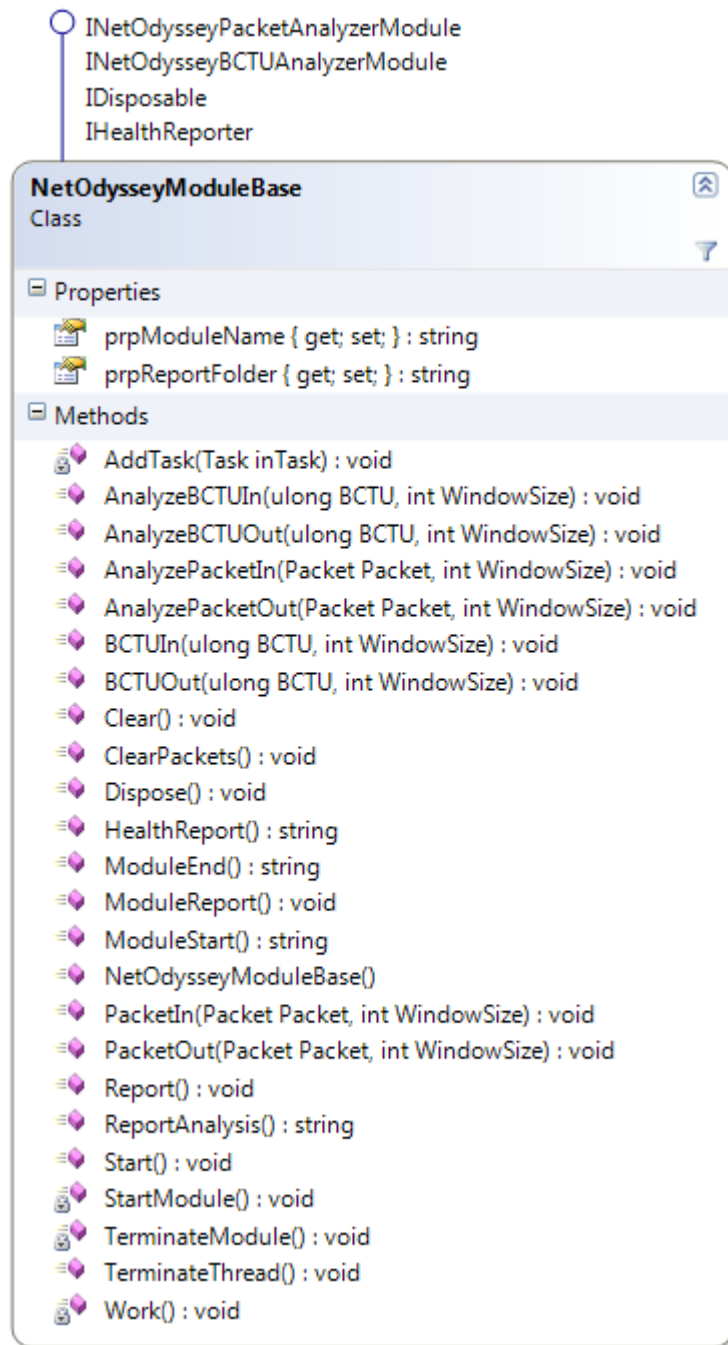 INetOdysseyPacketAnalyzerModule
INetOdysseyBCTUAnalyzerModule
IDisposable
IHealthReporter
NetOdysseyModuleBase
Class
Properties
prpModuleName { get; set; } : string
prpReportFolder { get; set; } : string
Methods
AddTask(Task inTask) : void
AnalyzeBCTUIn(ulong BCTU, int WindowSize) : void
AnalyzeBCTUOut(ulong BCTU, int WindowSize) : void
AnalyzePacketIn(Packet Packet, int WindowSize) : void
AnalyzePacketOut(Packet Packet, int WindowSize) : void
BCTUIn(ulong BCTU, int WindowSize) : void
BCTUOut(ulong BCTU, int WindowSize) : void
Clear() : void
ClearPackets() : void
Dispose() : void
HealthReport() : string
ModuleEnd() : string
ModuleReport() : void
ModuleStart() : string
NetOdysseyModuleBase()
PacketIn(Packet Packet, int WindowSize) : void
PacketOut(Packet Packet, int WindowSize) : void
Report() : void
ReportAnalysis() : string
Start() : void
StartModule() : void
TerminateModule() : void
TerminateThread() : void
Work() : void